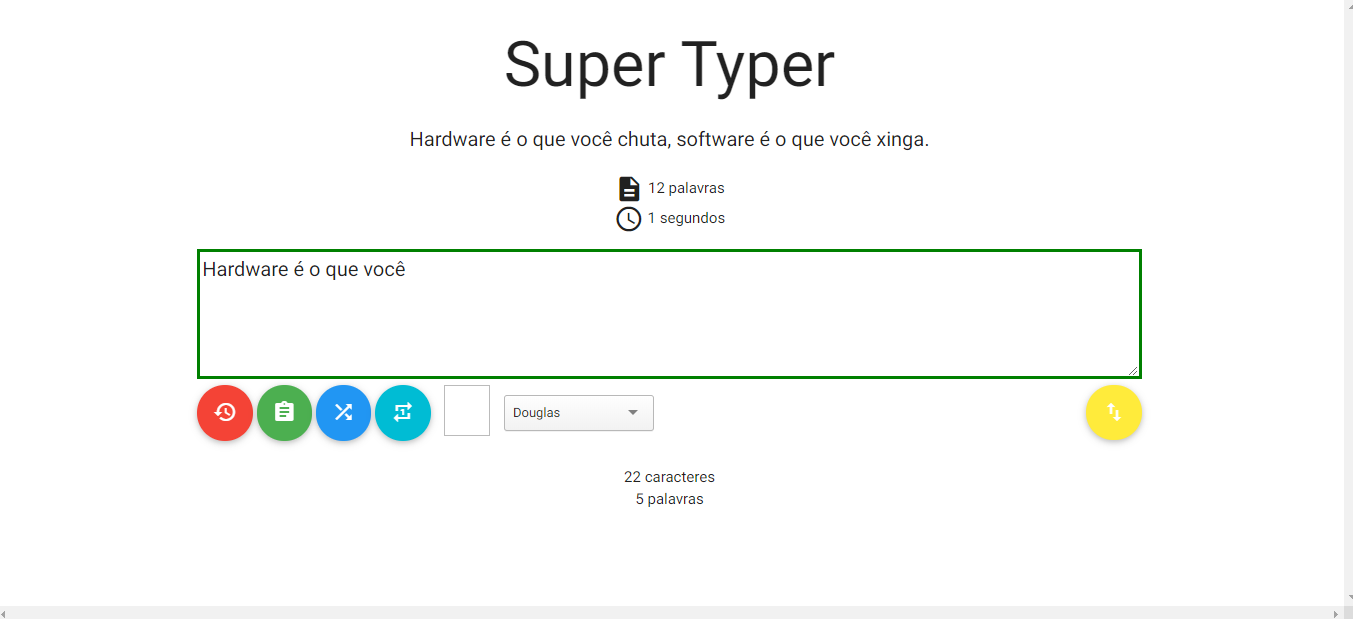 Super Typer
Hardware é o que você chuta, software é o que você xinga.
12 palavras
1 segundos
Hardware é o que você
Douglas
22 caracteres
5 palavras